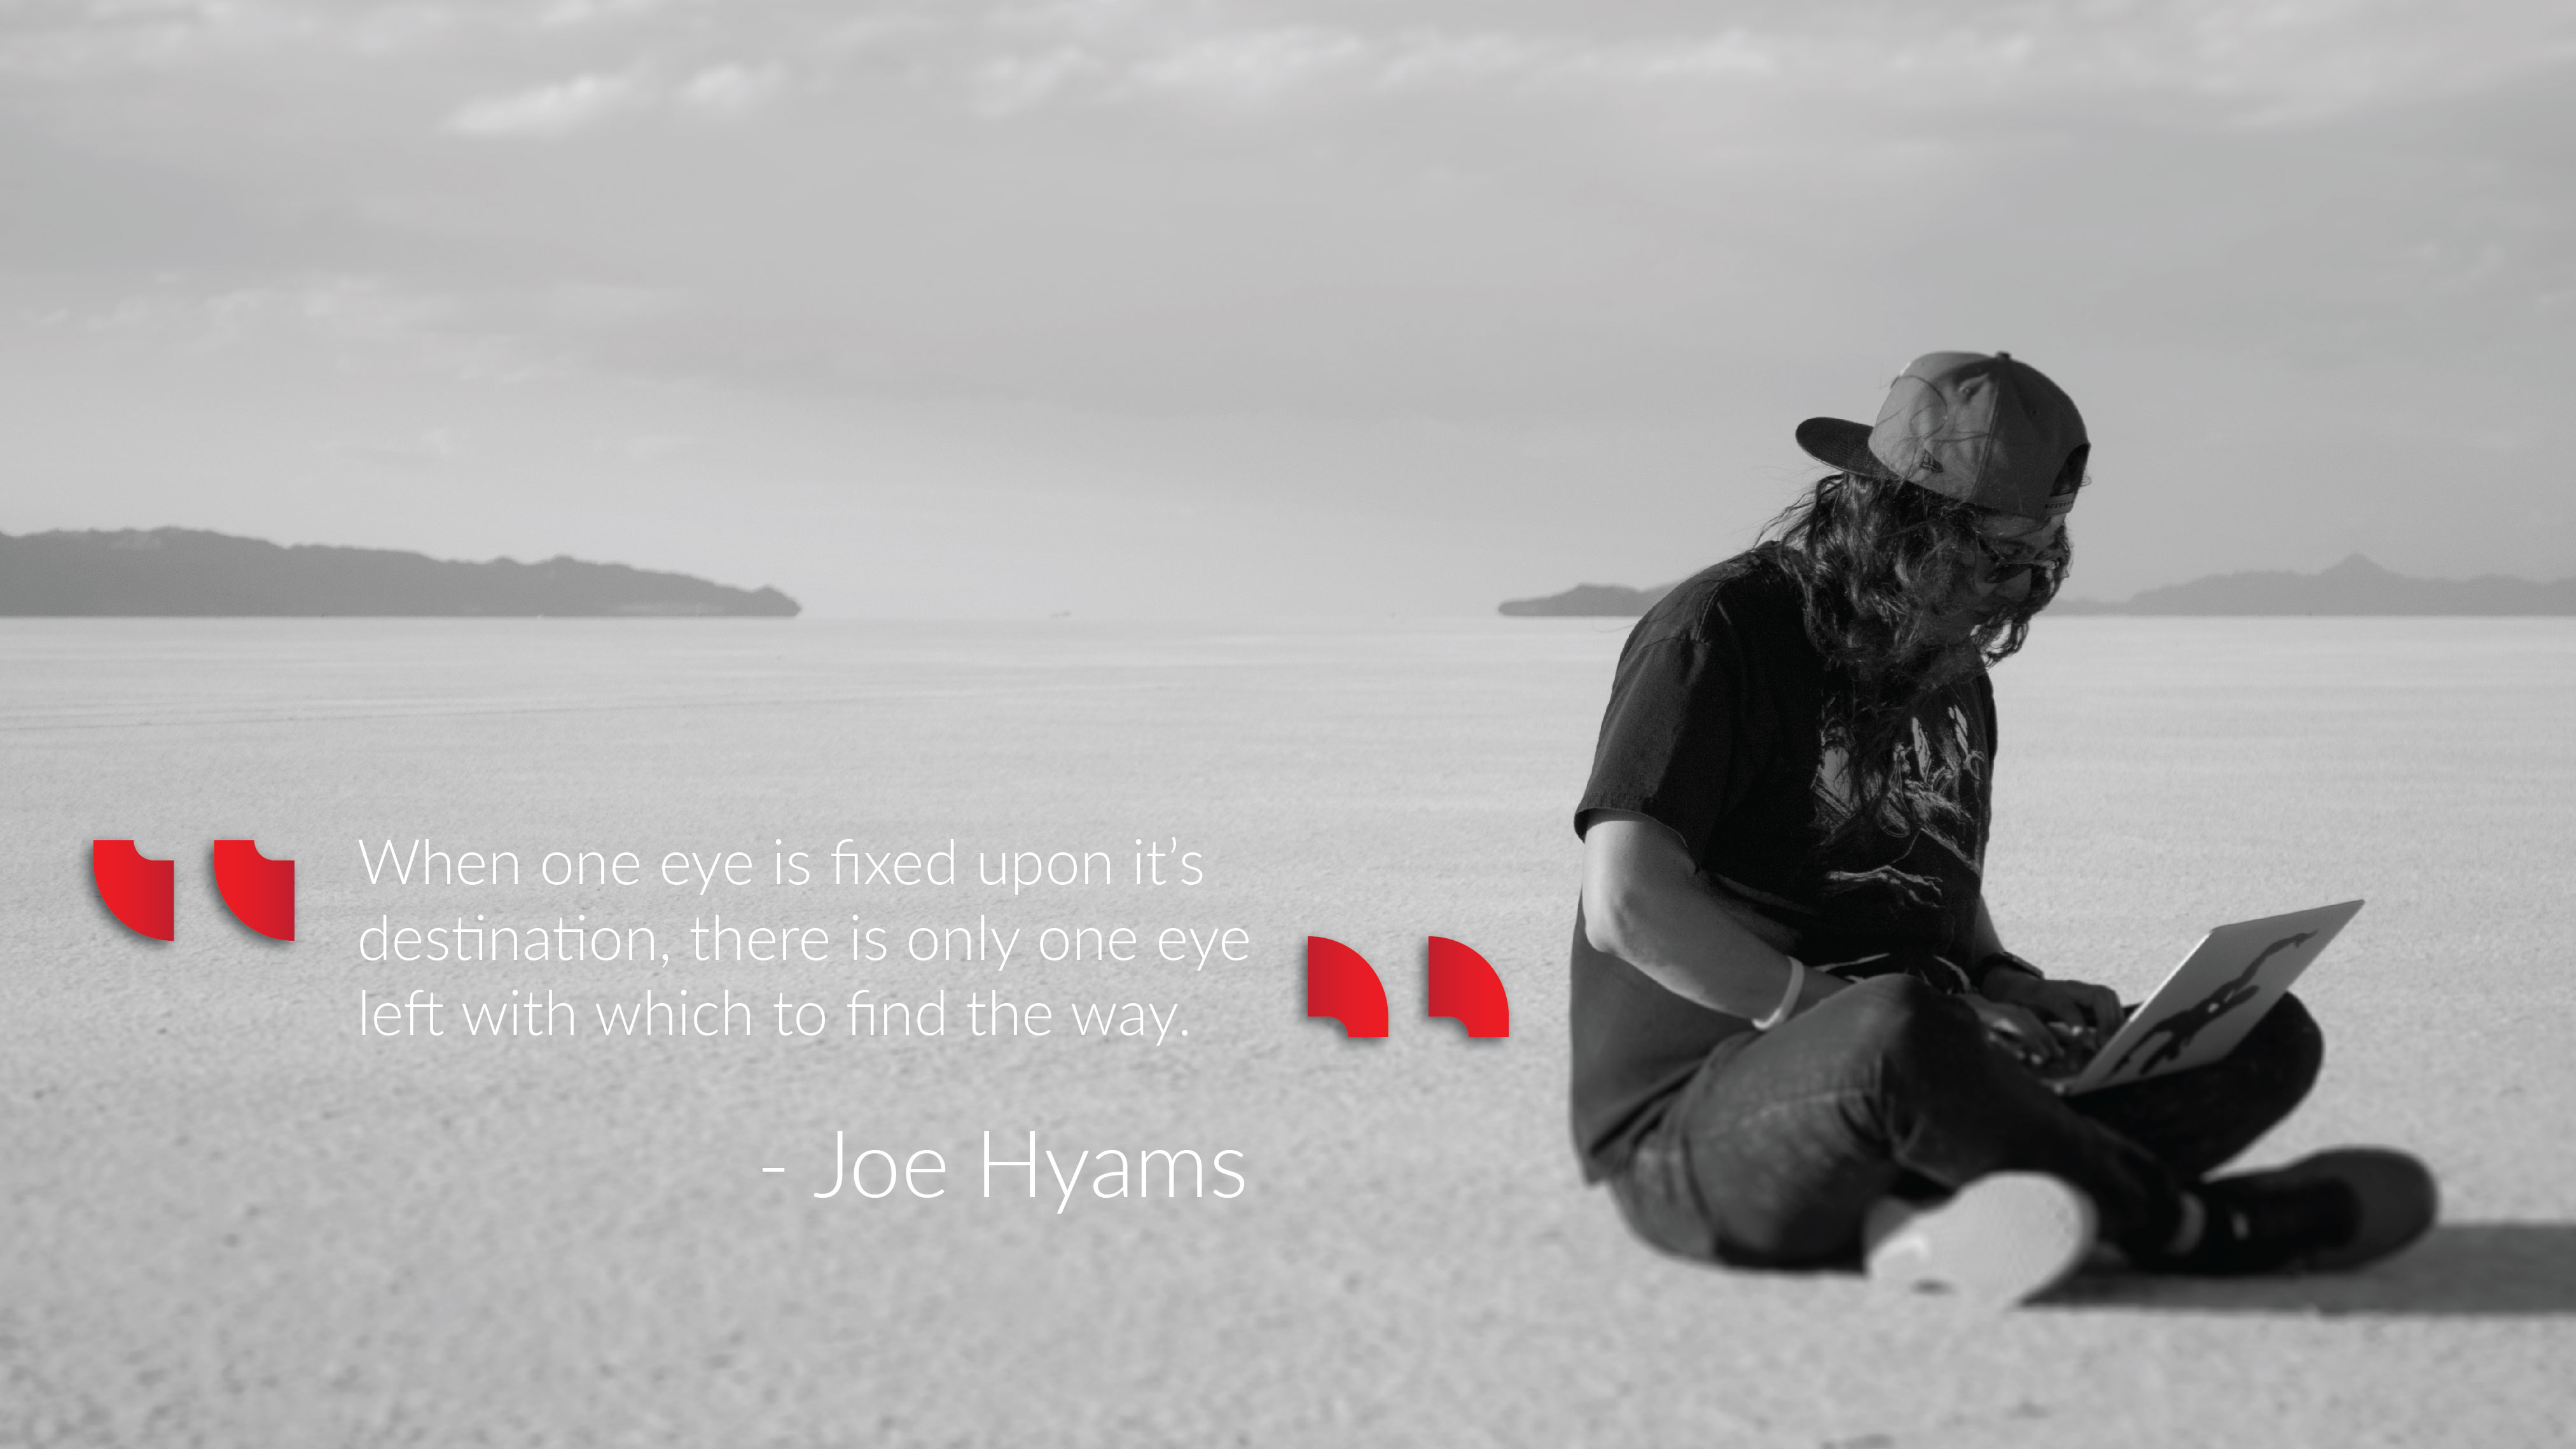 When one eye is fixed upon it’s
destination, there is only one eye
left with which to find the way.
- Joe Hyams